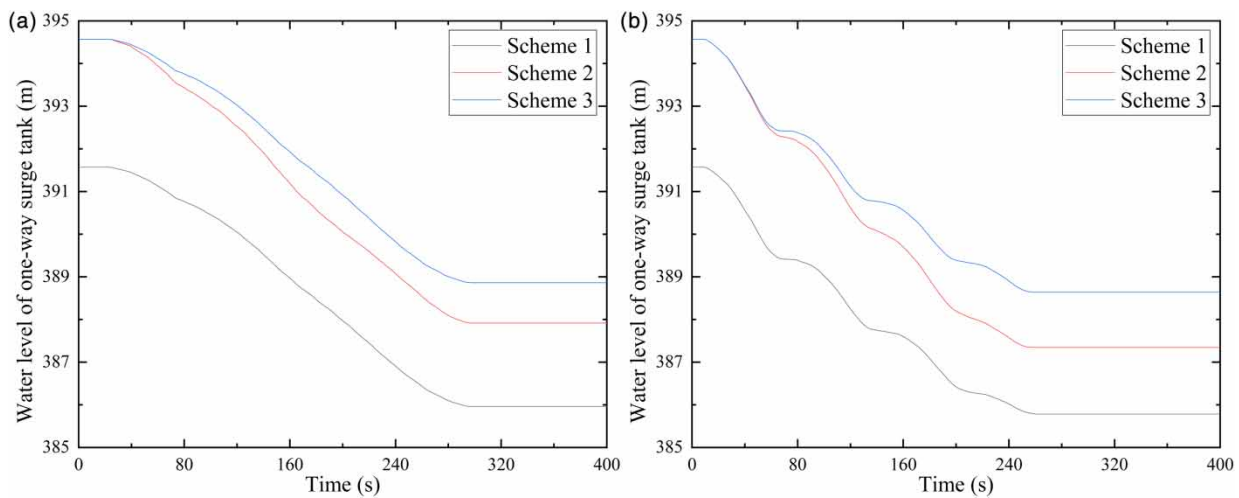 (a)
Water level of one-way surge tank (m)
395
393
391
389
387
385
0 80 160 240 320 400
Time (s)
Scheme 1
Scheme 2
Scheme 3
(b)
Water level of one-way surge tank (m)
395
393
391
389
387
385
0 80 160 240 320 400
Time (s)
Scheme 1
Scheme 2
Scheme 3